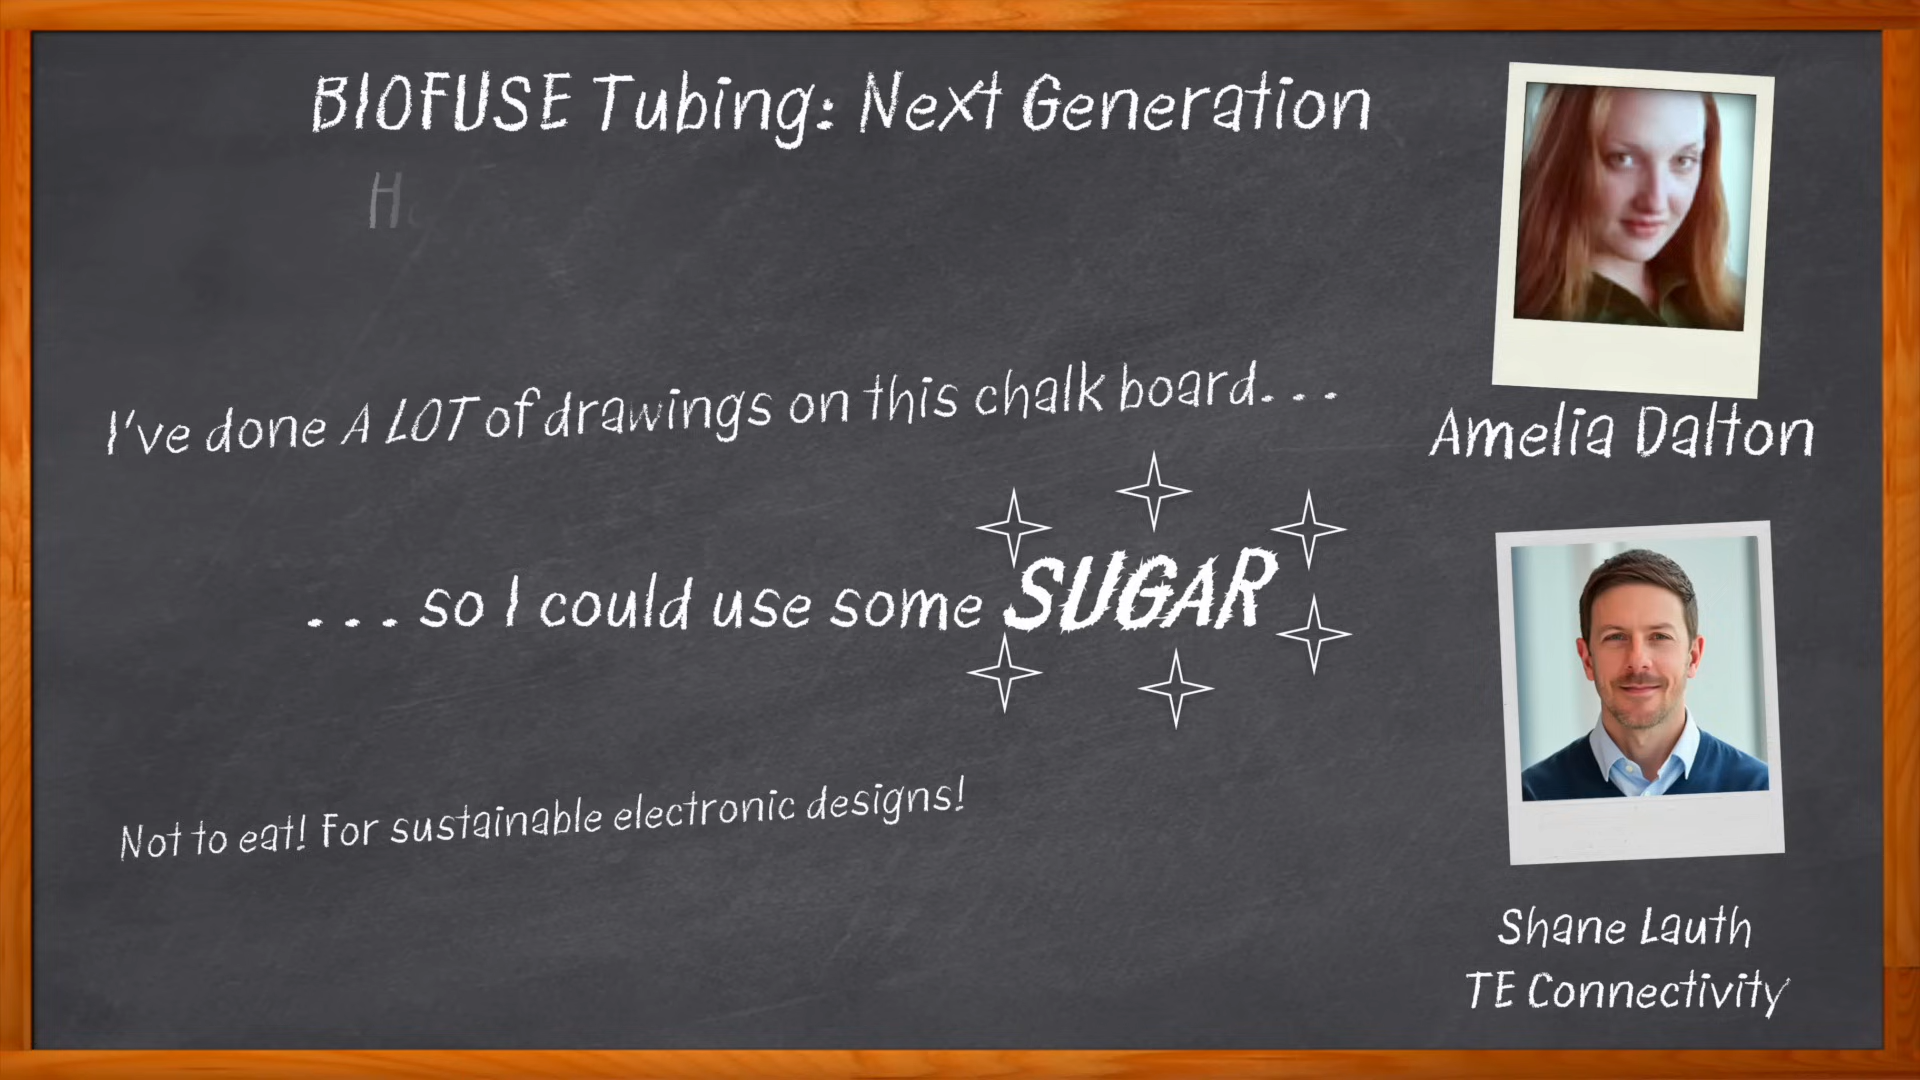 BIOFUSE Tubing: Next Generation
H
I've done A LOT of drawings on this chalk board...
... so I could use some SUGAR
Not to eat! For sustainable electronic designs!
Amelia Dalton
Shane Lauth
TE Connectivity